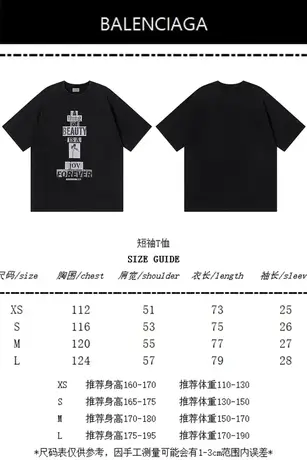 BALENCIAGA
A
THING
OF
BEAUTY
IS A
JOY
FOREVER
短袖T恤
SIZE GUIDE
尺码/size 胸围/chest 肩宽/shoulder 衣长/length 袖长/sleev
XS 112 51 73 25
S 116 53 75 26
M 120 55 77 27
L 124 57 79 28
XS 推荐身高160-170 推荐体重110-130
S 推荐身高165-175 推荐体重130-150
M 推荐身高170-180 推荐体重150-170
L 推荐身高175-195 推荐体重170-190
*尺码表仅供参考，因手工测量可能会有1-3cm范围内误差*